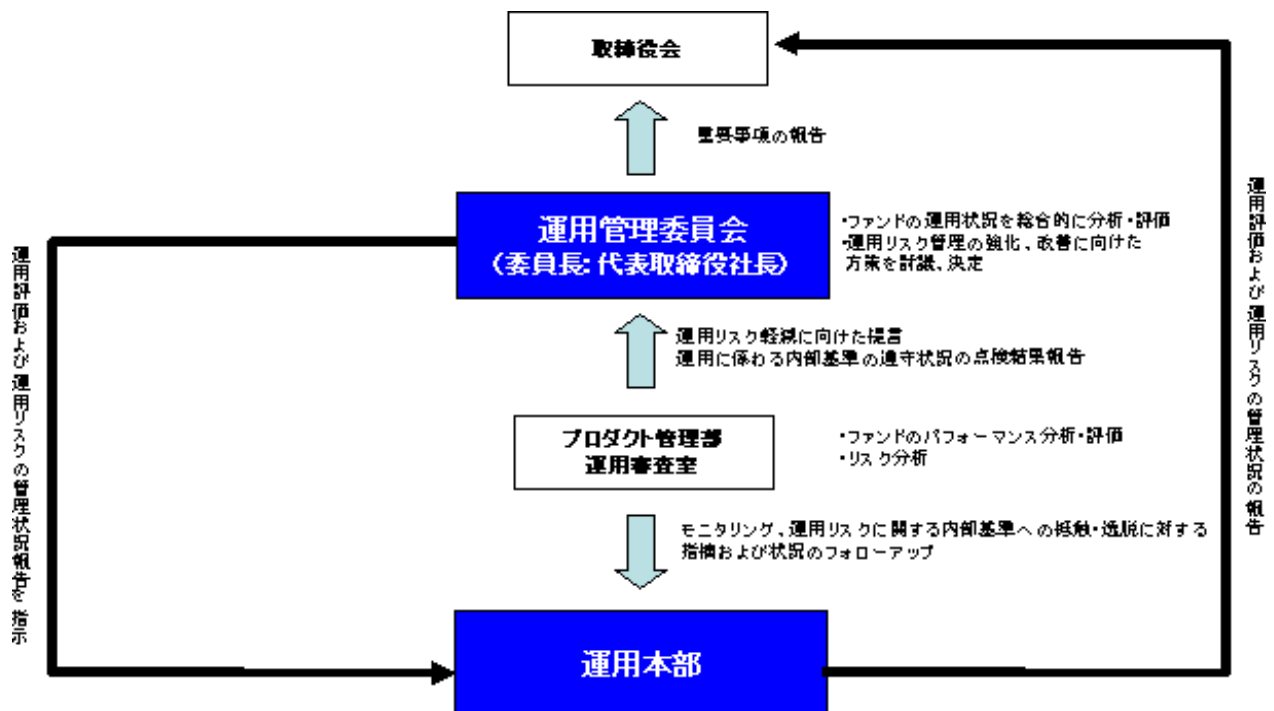 取締役会
重要事項の報告
運用管理委員会
（委員長：代表取締役社長）
・ファンドの運用状況を総合的に分析・評価
・運用リスク管理の強化、改善に向けた
方策を討議、決定
運用リスク軽減に向けた提言
運用に係わる内部基準の遵守状況の点検結果報告
プロダクト管理部
運用審査室
・ファンドのパフォーマンス分析・評価
・リスク分析
モニタリング、運用リスクに関する内部基準への抵触・逸脱に対する
指摘および状況のフォローアップ
運用本部
運用評価および運用リスクの管理状況報告を指示
運用評価および運用リスクの管理状況の報告